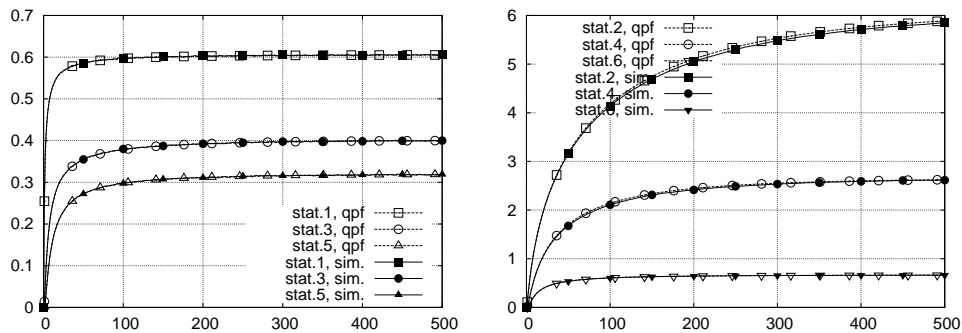 0.7
0.6
0.5
0.4
0.3
0.2
0.1
0
0 100 200 300 400 500
stat.1, qpf
stat.3, qpf
stat.5, qpf
stat.1, sim.
stat.3, sim.
stat.5, sim.
6
5
4
3
2
1
0
0 100 200 300 400 500
stat.2, qpf
stat.4, qpf
stat.6, qpf
stat.2, sim.
stat.4, sim.
sim.